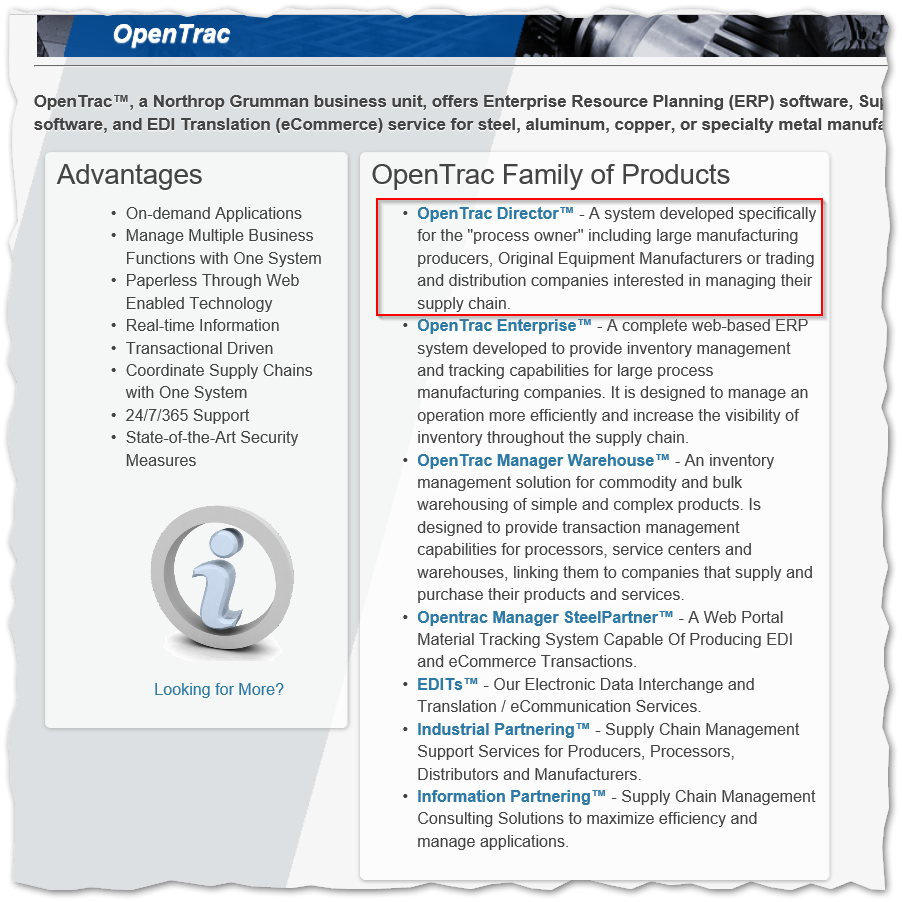 OpenTrac
OpenTrac™, a Northrop Grumman business unit, offers Enterprise Resource Planning (ERP) software,
software, and EDI Translation (eCommerce) service for steel, aluminum, copper, or specialty metal
Advantages
• On-demand Applications
• Manage Multiple Business
Functions with One System
• Paperless Through Web
Enabled Technology
• Real-time Information
• Transactional Driven
• Coordinate Supply Chains
with One System
• 24/7/365 Support
• State-of-the-Art Security
Measures
Looking for More?
OpenTrac Family of Products
• OpenTrac Director™ - A system developed specifically
for the "process owner" including large manufacturing
producers, Original Equipment Manufacturers or trading
and distribution companies interested in managing their
supply chain.
• OpenTrac Enterprise™ - A complete web-based ERP
system developed to provide inventory management
and tracking capabilities for large process
manufacturing companies. It is designed to manage an
operation more efficiently and increase the visibility of
inventory throughout the supply chain.
• OpenTrac Manager Warehouse™ - An inventory
management solution for commodity and bulk
warehousing of simple and complex products. Is
designed to provide transaction management
capabilities for processors, service centers and
warehouses, linking them to companies that supply and
purchase their products and services.
• Opentrac Manager SteelPartner™ - A Web Portal
Material Tracking System Capable Of Producing EDI
and eCommerce Transactions.
• EDITs™ - Our Electronic Data Interchange and
Translation / eCommunication Services.
• Industrial Partnering™ - Supply Chain Management
Support Services for Producers, Processors,
Distributors and Manufacturers.
• Information Partnering™ - Supply Chain Management
Consulting Solutions to maximize efficiency and
manage applications.